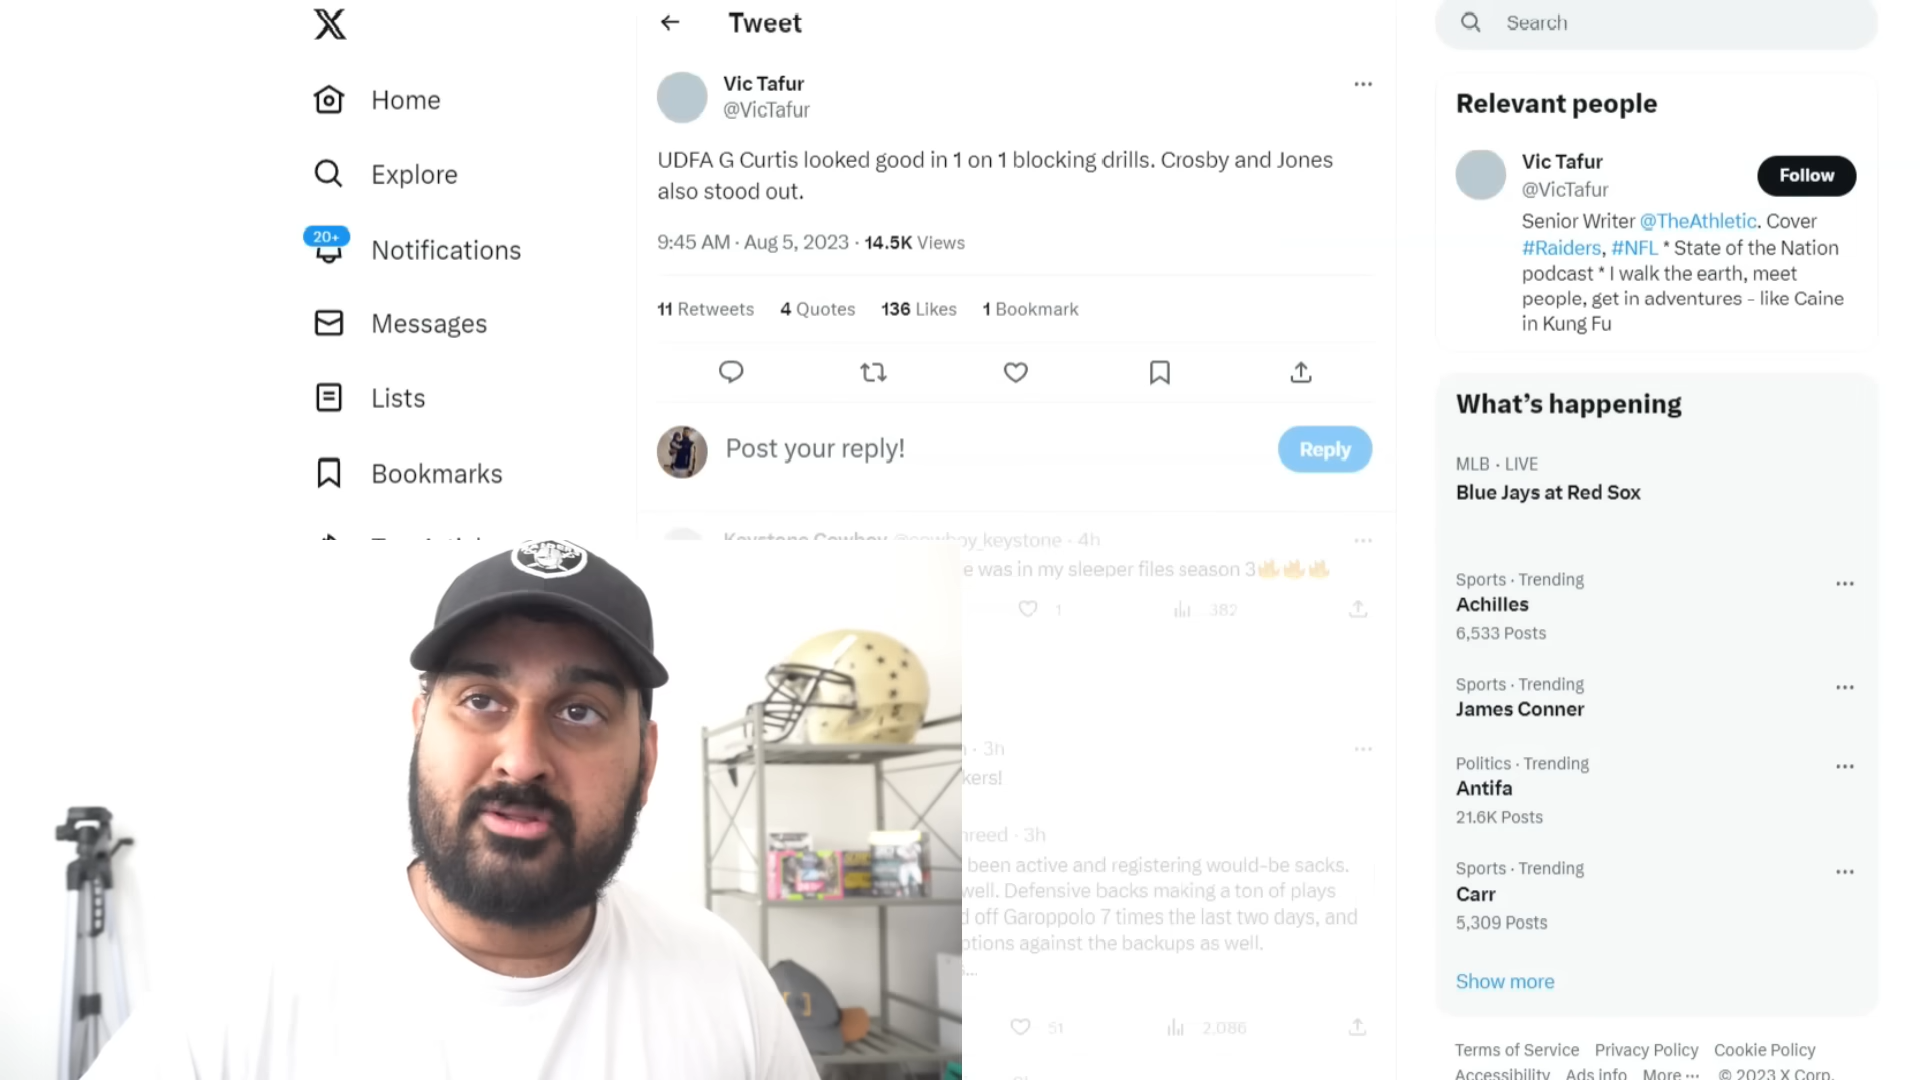 Home
Explore
20+
Notifications
Messages
Lists
Bookmarks
Tweet
Vic Tafur
@VicTafur
UDFA G Curtis looked good in 1 on 1 blocking drills. Crosby and Jones
also stood out.
9:45 AM · Aug 5, 2023 · 14.5K Views
11 Retweets 4 Quotes 136 Likes 1 Bookmark
Post your reply!
Reply
Keystone Cowboy @cowboy_keystone · 4h
e was in my sleeper files season 3🔥🔥🔥
1 382
· 3h
kers!
reed · 3h
been active and registering would-be sacks.
well. Defensive backs making a ton of plays
d off Garoppolo 7 times the last two days, and
ptions against the backups as well.
51 2,086
Search
Relevant people
Vic Tafur
@VicTafur
Follow
Senior Writer @TheAthletic. Cover
#Raiders, #NFL * State of the Nation
podcast * I walk the earth, meet
people, get in adventures - like Caine
in Kung Fu
What's happening
MLB · LIVE
Blue Jays at Red Sox
Sports · Trending
Achilles
6,533 Posts
Sports · Trending
James Conner
Politics · Trending
Antifa
21.6K Posts
Sports · Trending
Carr
5,309 Posts
Show more
Terms of Service Privacy Policy Cookie Policy
Accessibility Ads info More ··· © 2023 X Corp.